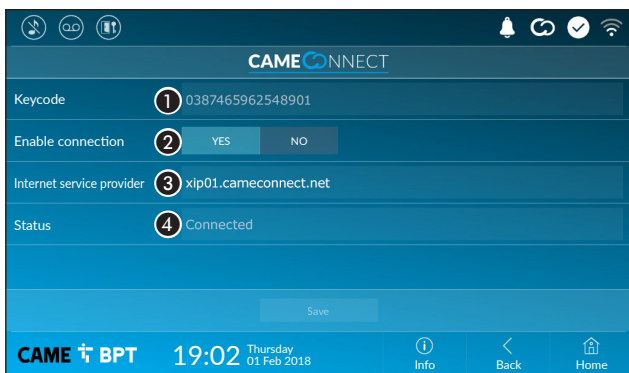 CAMECONNECT
Keycode 1 0387465962548901
Enable connection 2 YES NO
Internet service provider 3 xip01.cameconnect.net
Status 4 Connected
Save
CAME BPT 19:02 Thursday 01 Feb 2018 Info Back Home